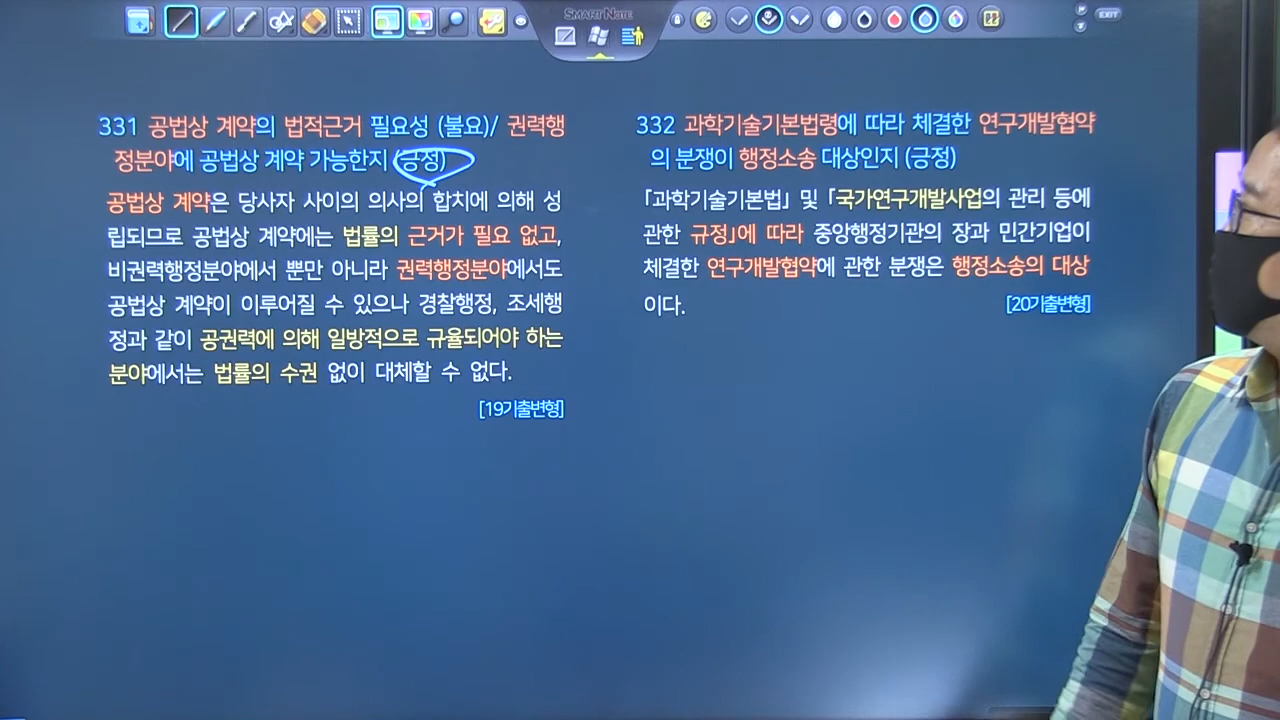 SMART NOTE
EXIT
331 공법상 계약의 법적근거 필요성 (불요)/ 권력행
정분야에 공법상 계약 가능한지 (긍정)
공법상 계약은 당사자 사이의 의사의 합치에 의해 성
립되므로 공법상 계약에는 법률의 근거가 필요 없고,
비권력행정분야에서 뿐만 아니라 권력행정분야에서도
공법상 계약이 이루어질 수 있으나 경찰행정, 조세행
정과 같이 공권력에 의해 일방적으로 규율되어야 하는
분야에서는 법률의 수권 없이 대체할 수 없다.
[19기출변형]
332 과학기술기본법령에 따라 체결한 연구개발협약
의 분쟁이 행정소송 대상인지 (긍정)
「과학기술기본법」 및 「국가연구개발사업의 관리 등에
관한 규정」에 따라 중앙행정기관의 장과 민간기업이
체결한 연구개발협약에 관한 분쟁은 행정소송의 대상
이다.
[20기출변형]